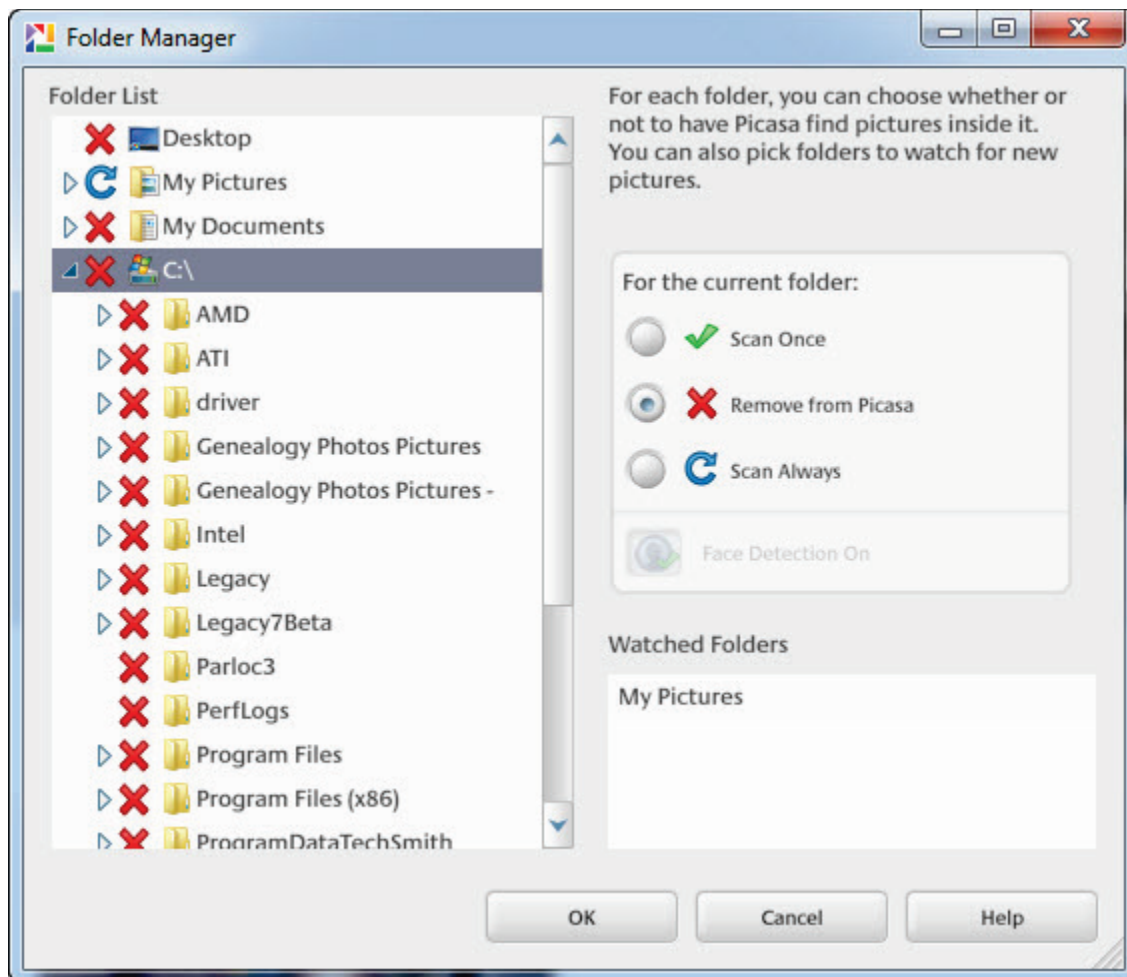 Folder Manager
Folder List
Desktop
My Pictures
My Documents
C:\
AMD
ATI
driver
Genealogy Photos Pictures
Genealogy Photos Pictures -
Intel
Legacy
Legacy7Beta
Parloc3
PerfLogs
Program Files
Program Files (x86)
ProgramDataTechSmith
For each folder, you can choose whether or
not to have Picasa find pictures inside it.
You can also pick folders to watch for new
pictures.
For the current folder:
Scan Once
Remove from Picasa
Scan Always
Face Detection On
Watched Folders
My Pictures
OK
Cancel
Help